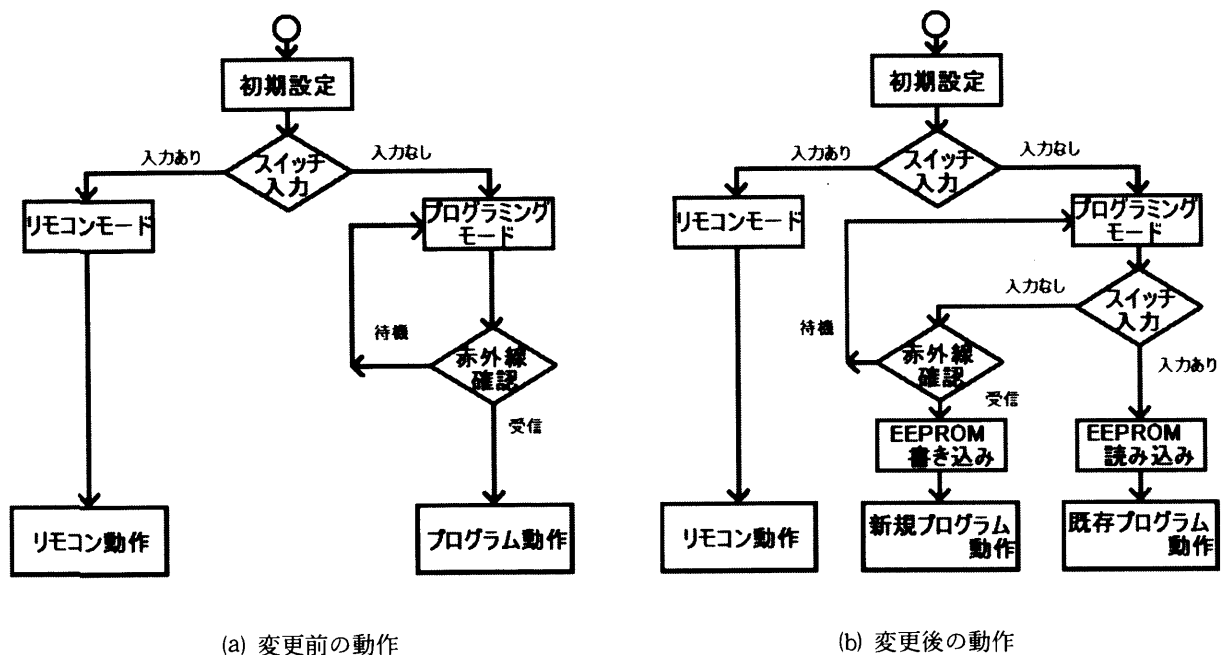 初期設定
入力あり
スイッチ
入力
入力なし
リモコンモード
プログラミング
モード
待機
赤外線
確認
受信
リモコン動作
プログラム動作
(a) 変更前の動作
初期設定
入力あり
スイッチ
入力
入力なし
リモコンモード
プログラミング
モード
入力なし
スイッチ
入力
待機
赤外線
確認
入力あり
受信
EEPROM
書き込み
EEPROM
読み込み
リモコン動作
新規プログラム
動作
既存プログラム
動作
(b) 変更後の動作